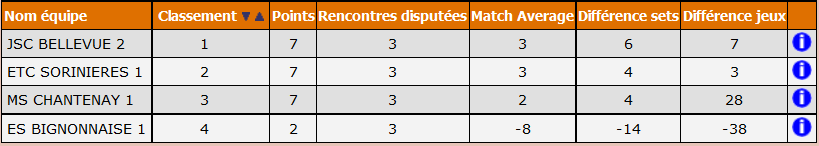 Nom équipe Classement Points Rencontres disputées Match Average Différence sets Différence jeux
JSC BELLEVUE 2 1 7 3 3 6 7
ETC SORINIERES 1 2 7 3 3 4 3
MS CHANTENAY 1 3 7 3 2 4 28
ES BIGNONNAISE 1 4 2 3 -8 -14 -38